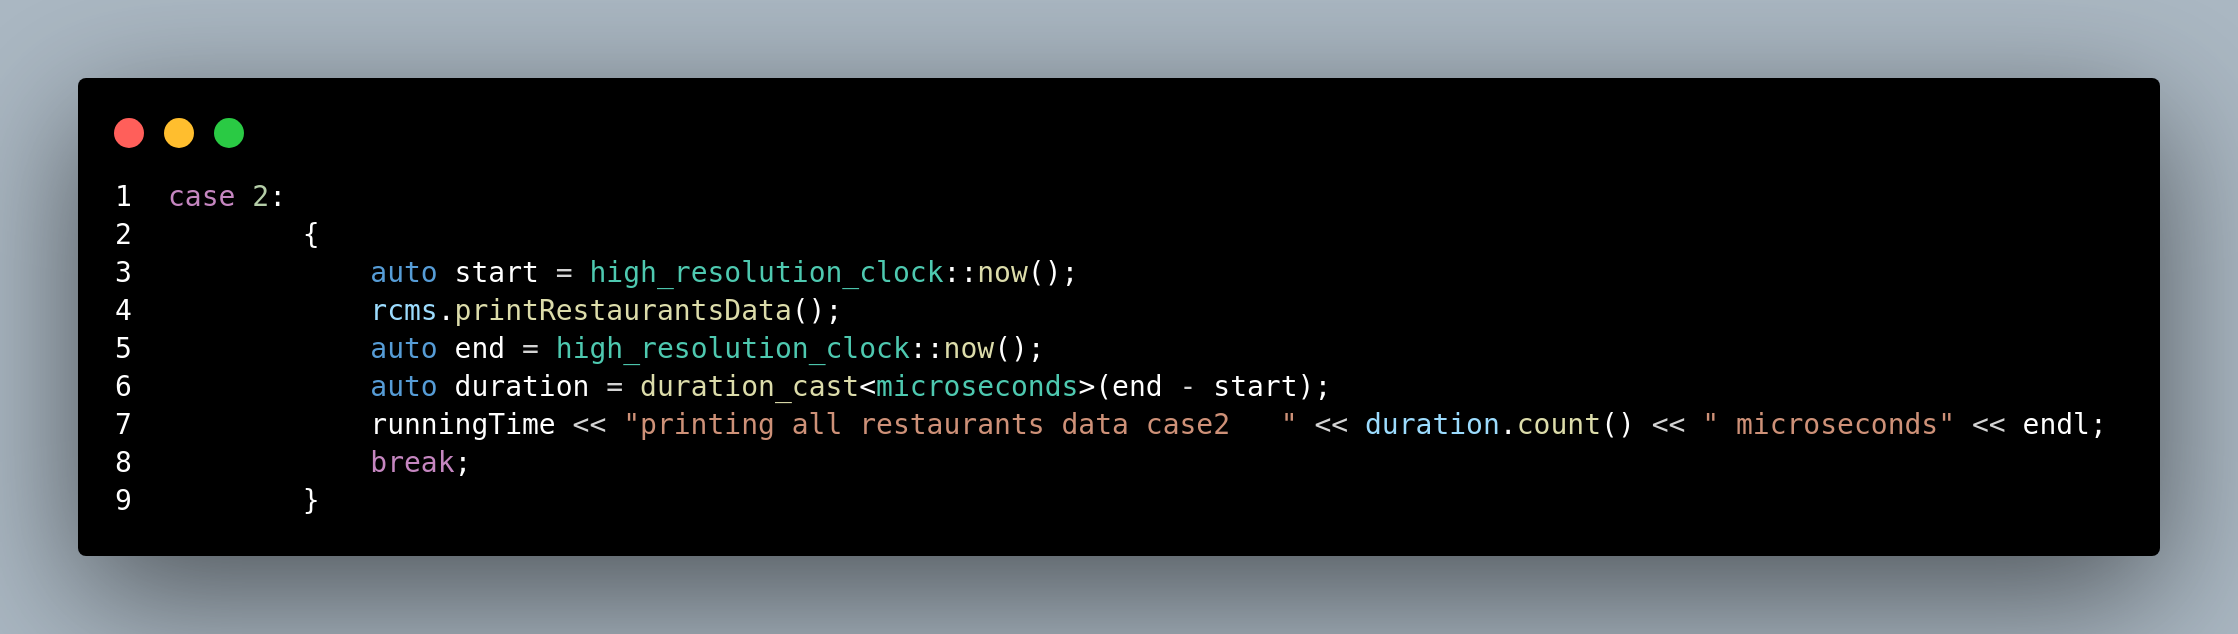 1 case 2:
2         {
3             auto start = high_resolution_clock::now();
4             rcms.printRestaurantsData();
5             auto end = high_resolution_clock::now();
6             auto duration = duration_cast<microseconds>(end - start);
7             runningTime << "printing all restaurants data case2   " << duration.count() << " microseconds" << endl;
8             break;
9         }